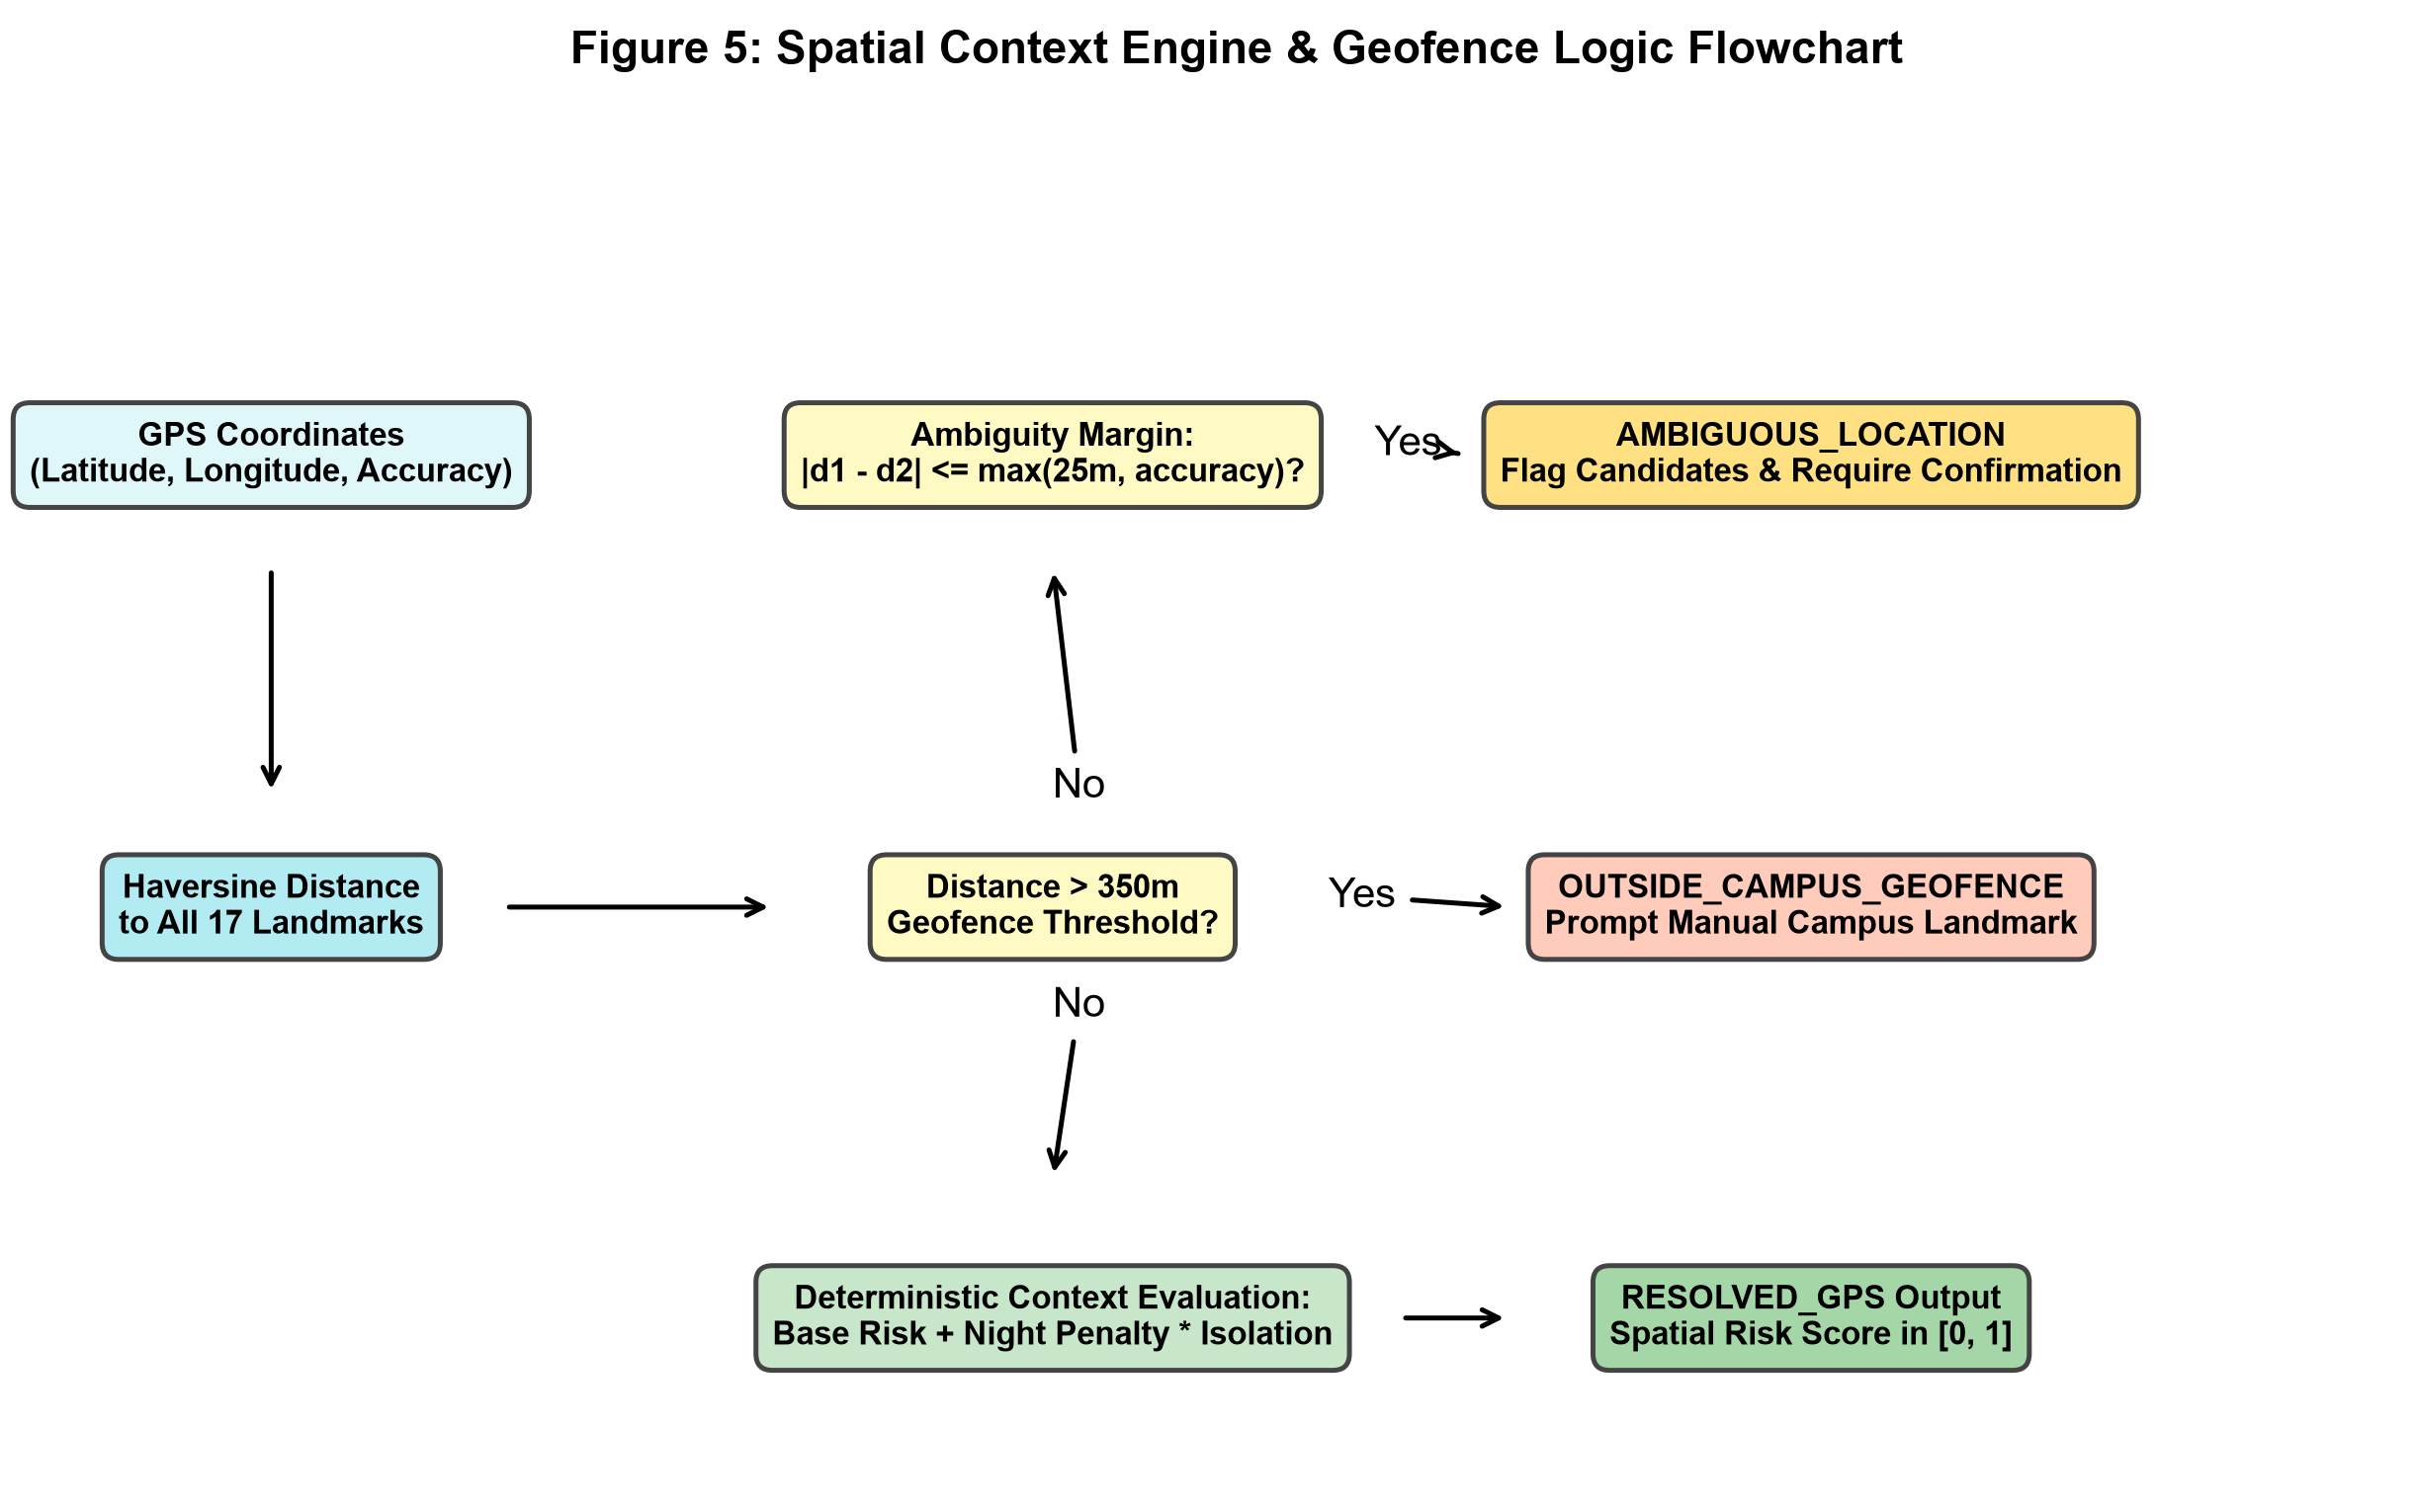 Figure 5: Spatial Context Engine & Geofence Logic Flowchart
GPS Coordinates
(Latitude, Longitude, Accuracy)
Ambiguity Margin:
|d1 - d2| <= max(25m, accuracy)?
Yes
AMBIGUOUS_LOCATION
Flag Candidates & Require Confirmation
No
Haversine Distance
to All 17 Landmarks
Distance > 350m
Geofence Threshold?
Yes
OUTSIDE_CAMPUS_GEOFENCE
Prompt Manual Campus Landmark
No
Deterministic Context Evaluation:
Base Risk + Night Penalty * Isolation
RESOLVED_GPS Output
Spatial Risk Score in [0, 1]